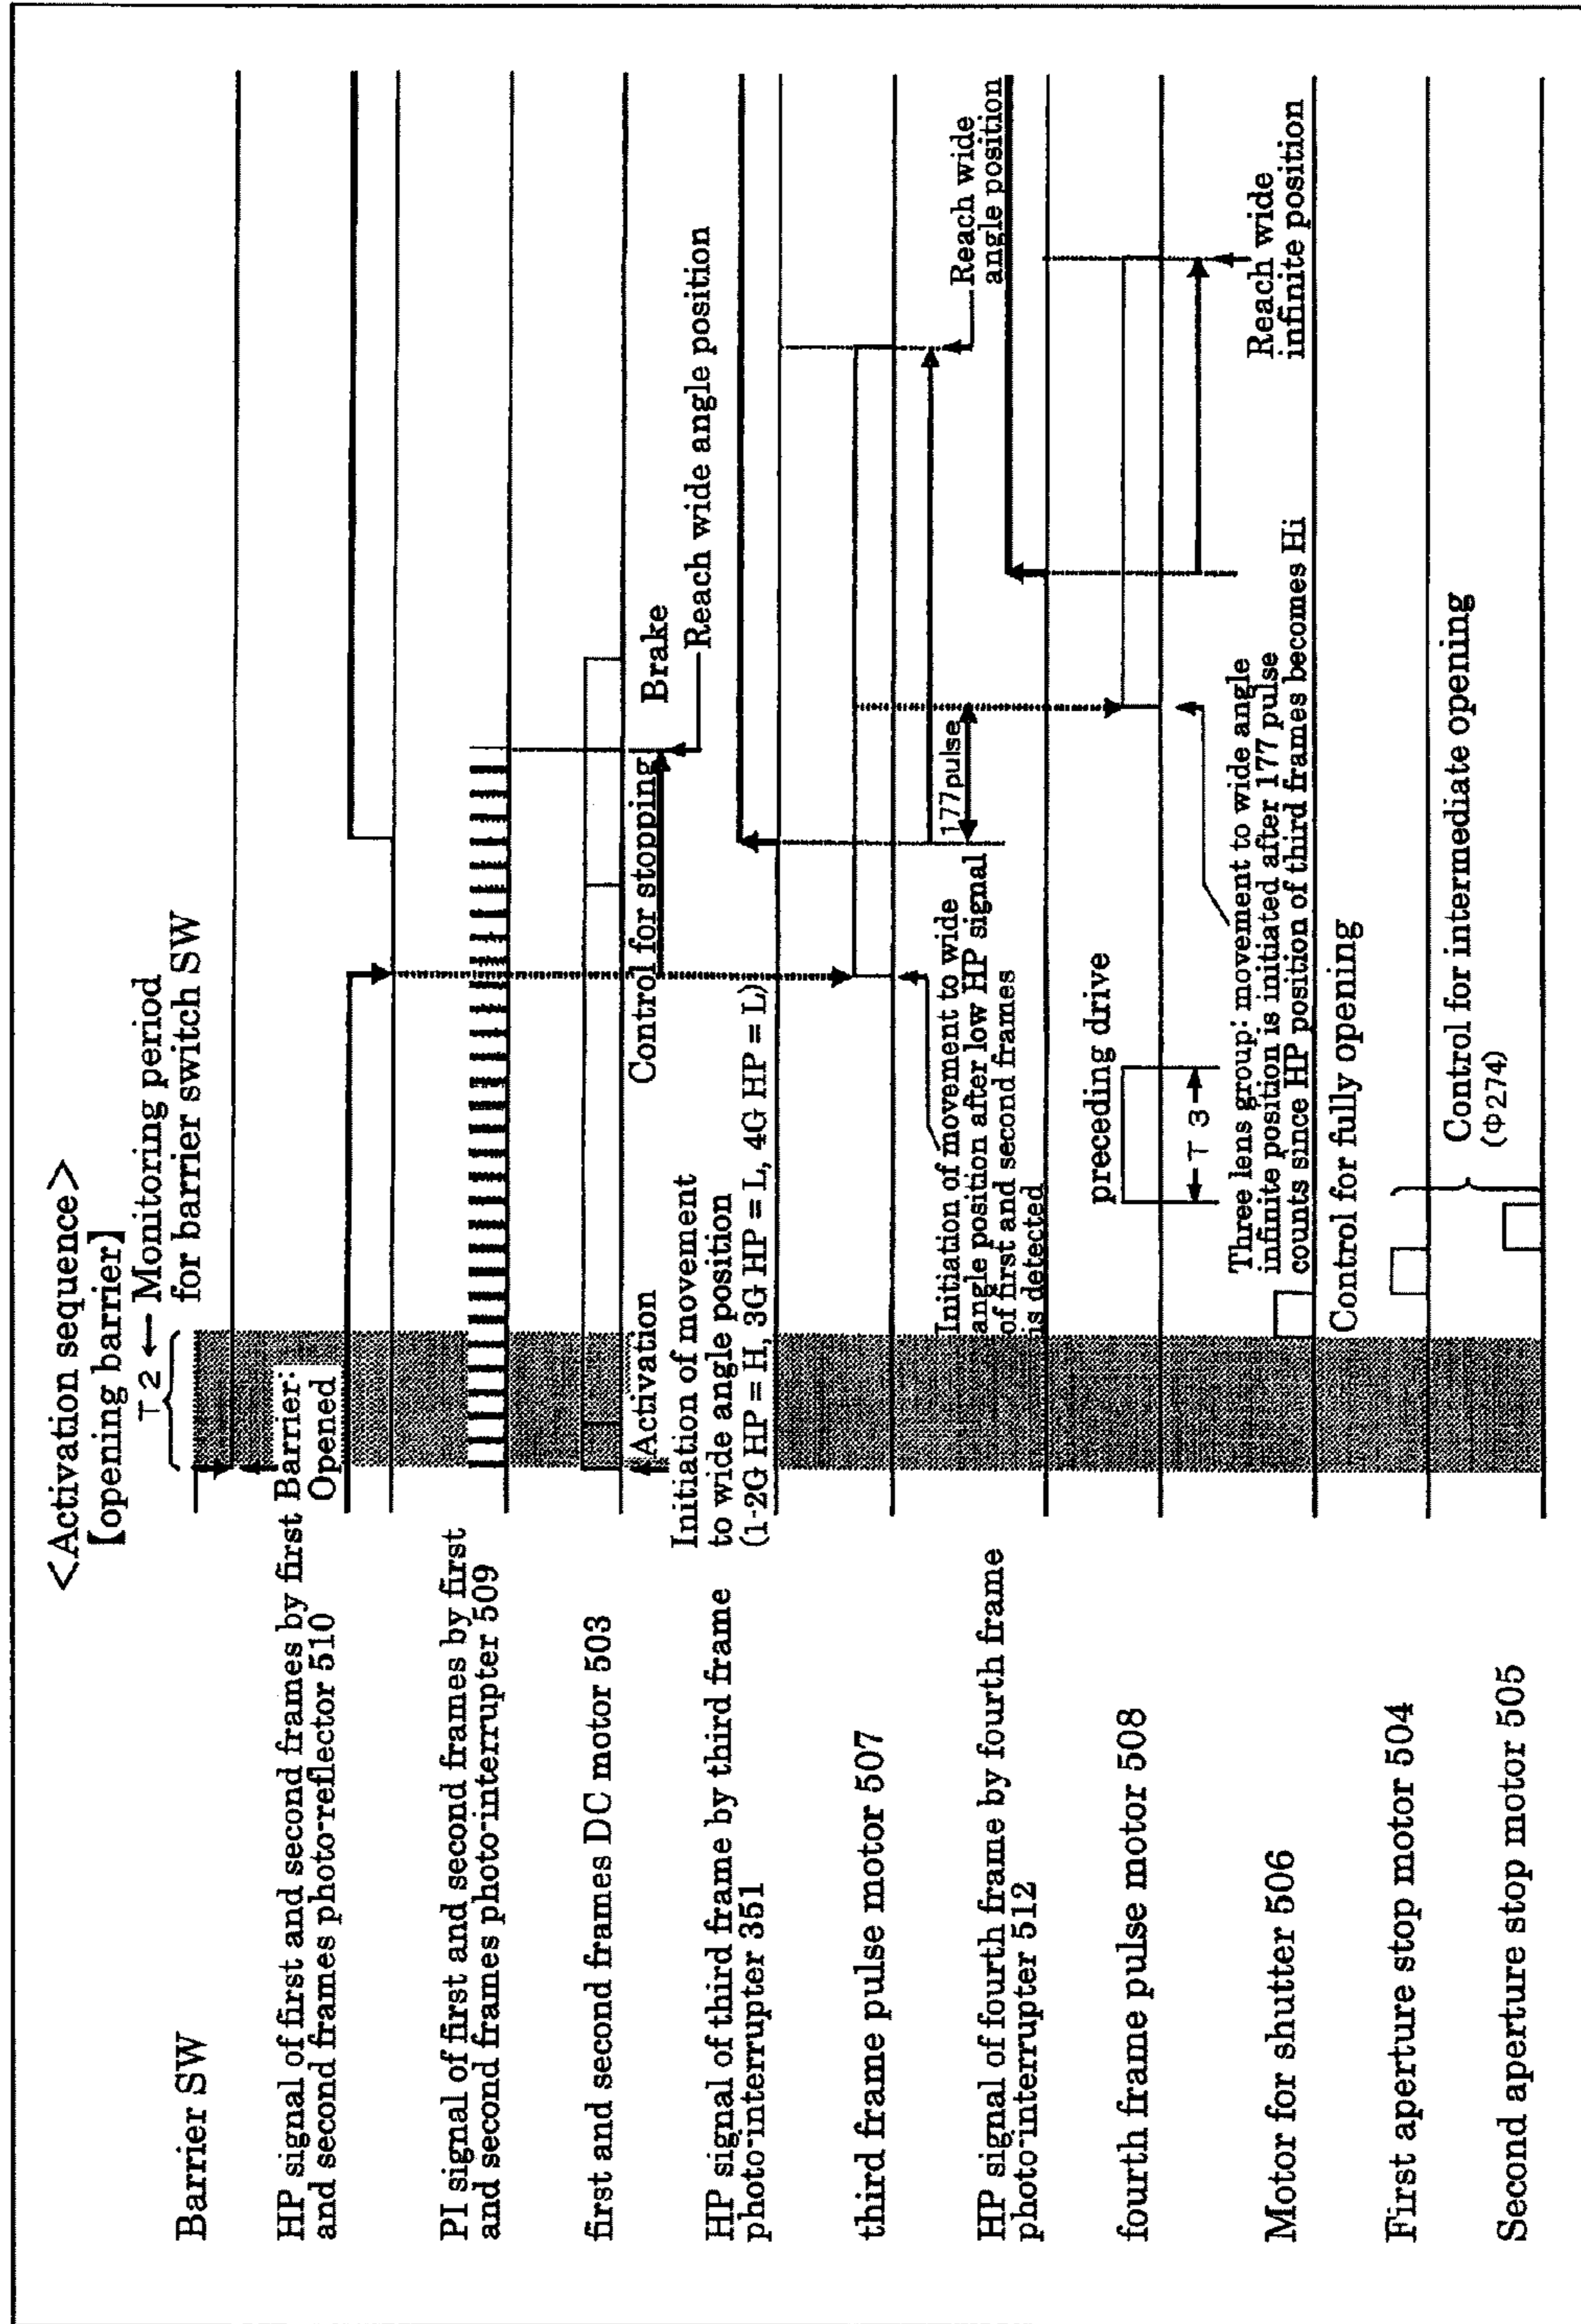 <Activation sequence>
【opening barrier】
T 2 ← Monitoring period
for barrier switch SW
Barrier SW
HP signal of first and second frames by first
and second frames photo-reflector 510
Barrier:
Opened
PI signal of first and second frames by first
and second frames photo-interrupter 509
first and second frames DC motor 503
Activation
Control for stopping
Brake
Reach wide angle position
Initiation of movement
to wide angle position
(1-2G HP = H, 3G HP = L, 4G HP = L)
HP signal of third frame by third frame
photo-interrupter 351
third frame pulse motor 507
Initiation of movement to wide
angle position after low HP signal
of first and second frames
is detected
177pulse
Reach wide
angle position
HP signal of fourth frame by fourth frame
photo-interrupter 512
fourth frame pulse motor 508
preceding drive
T 3
Three lens group: movement to wide angle
infinite position is initiated after 177 pulse
counts since HP position of third frames becomes Hi
Reach wide
infinite position
Motor for shutter 506
Control for fully opening
First aperture stop motor 504
Control for intermediate opening
(Φ274)
Second aperture stop motor 505